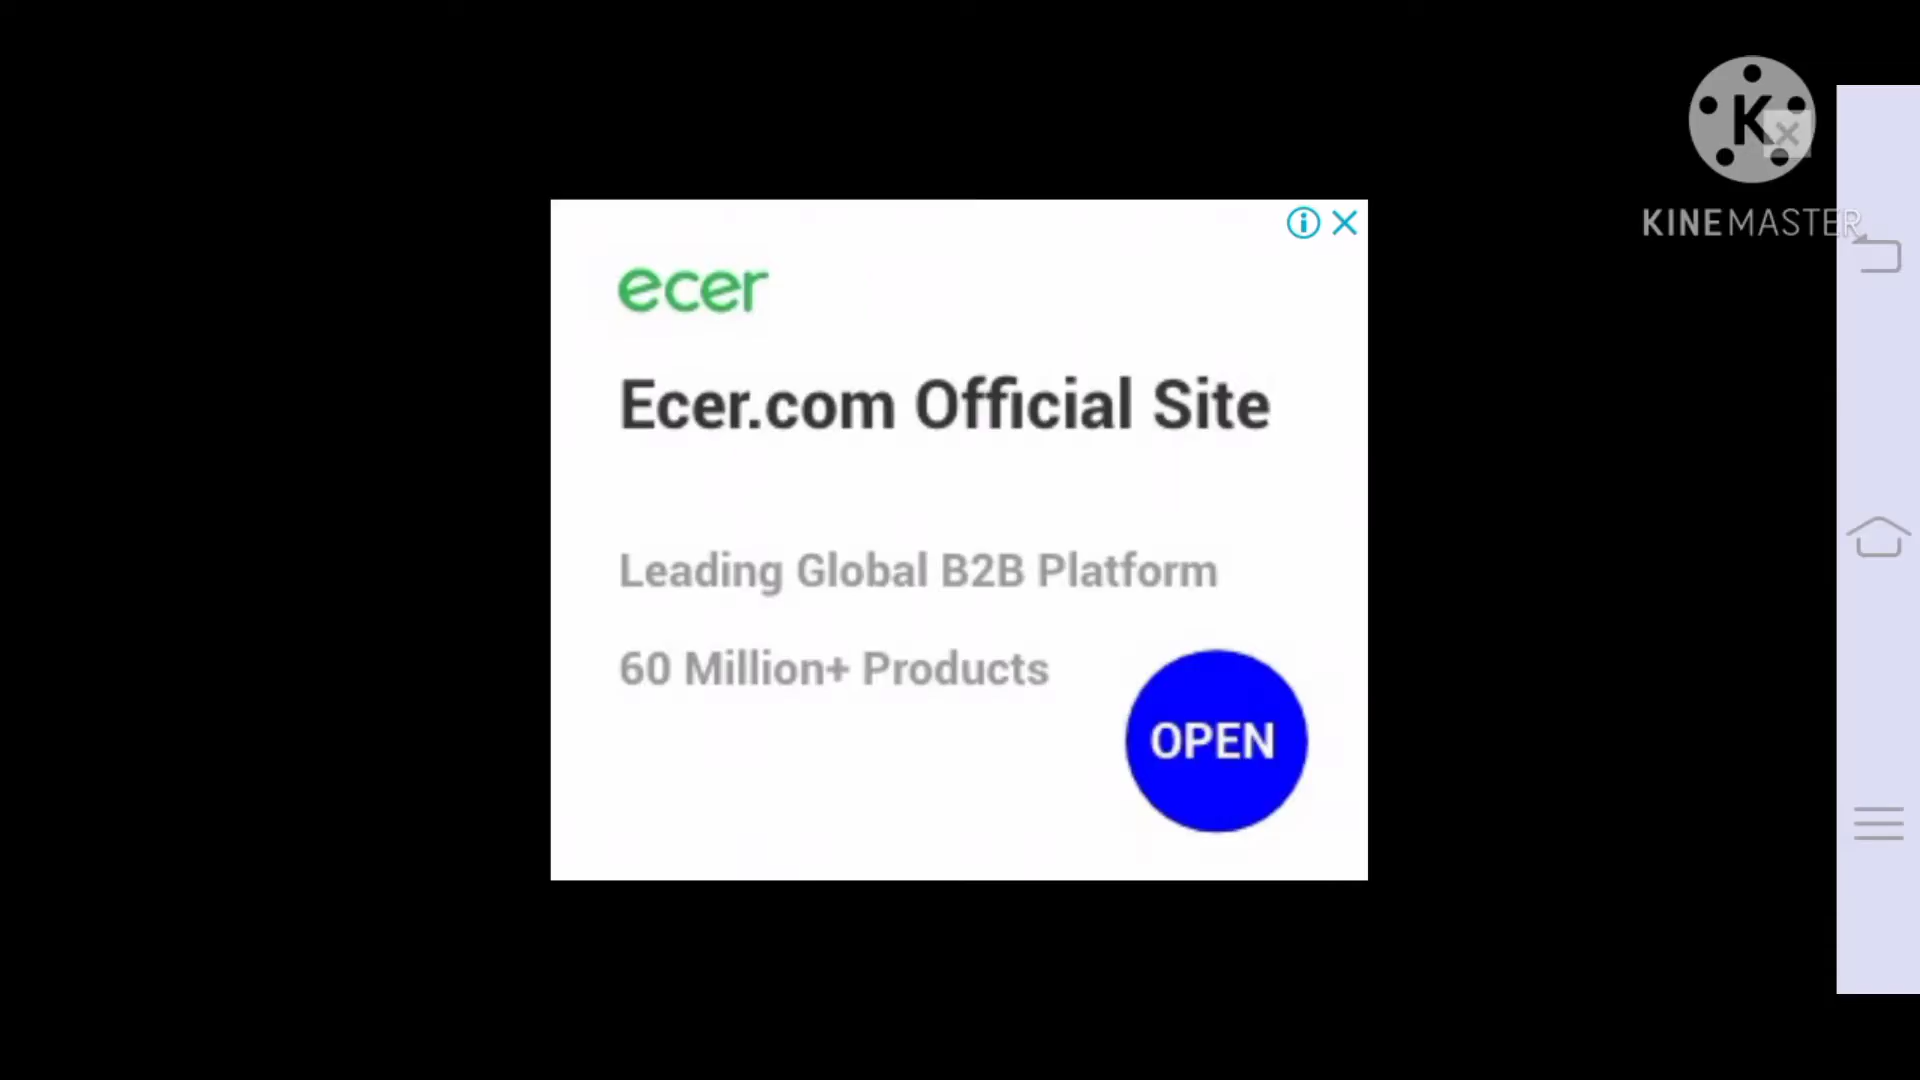 K
KINEMASTER
ecer
Ecer.com Official Site
Leading Global B2B Platform
60 Million+ Products
OPEN